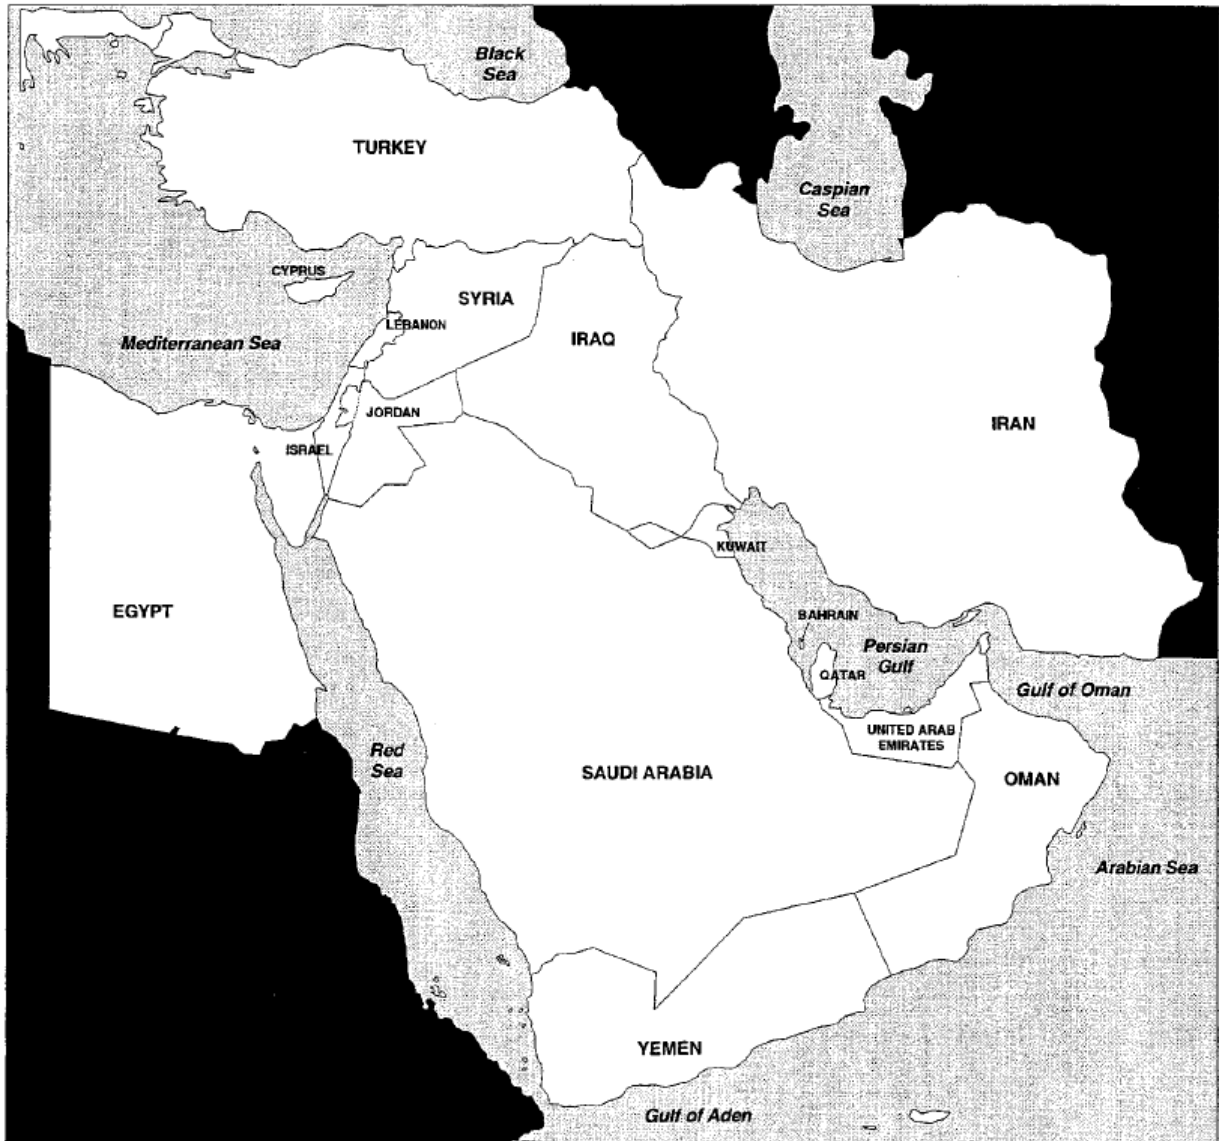 Black
Sea
TURKEY
Caspian
Sea
CYPRUS
SYRIA
LEBANON
IRAQ
Mediterranean Sea
JORDAN
IRAN
ISRAEL
KUWAIT
EGYPT
BAHRAIN
Persian
Gulf
QATAR
Gulf of Oman
UNITED ARAB
EMIRATES
Red
Sea
SAUDI ARABIA
OMAN
Arabian Sea
YEMEN
Gulf of Aden